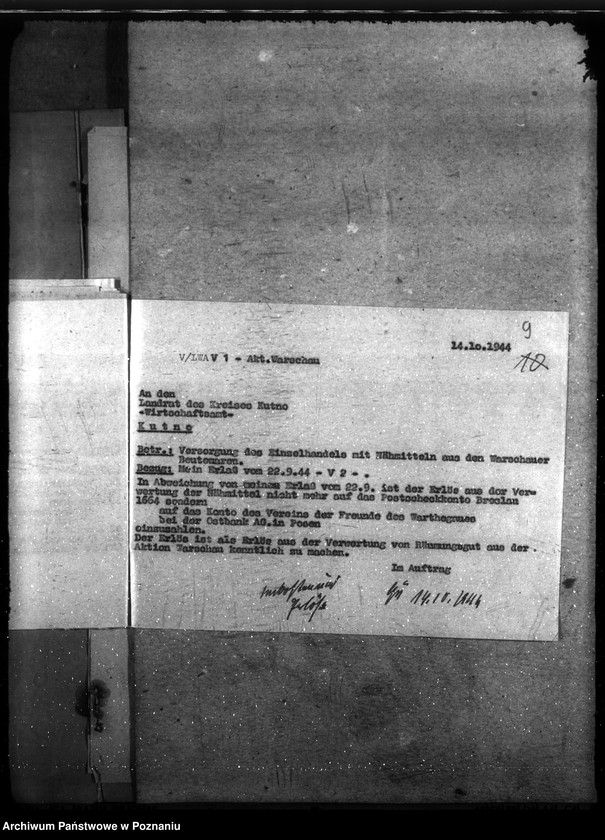 9
14.10.1944
10
V/LWA V 1 - Akt.Warschau
An den
Landrat des Kreises Kutno
-Wirtschaftsamt-
Kutno
Betr.: Versorgung des Einzelhandels mit Nähmitteln aus den Warschauer
Beutewaren.
Bezug: Mein Erlaß vom 22.9.44 - V 2 - .
In Abweichung von meinem Erlaß vom 22.9. ist der Erlös aus der Ver-
wertung der Nähmittel nicht mehr auf das Postscheckkonto Breslau
1664 sondern
auf das Konto des Vereins der Freunde des Warthegaues
bei der Ostbank AG.in Posen
einzuzahlen.
Der Erlös ist als Erlös aus der Verwertung von Räumungsgut aus der
Aktion Warschau kenntlich zu machen.
Im Auftrag
Erlöse
14.10.1944
Archiwum Państwowe w Poznaniu